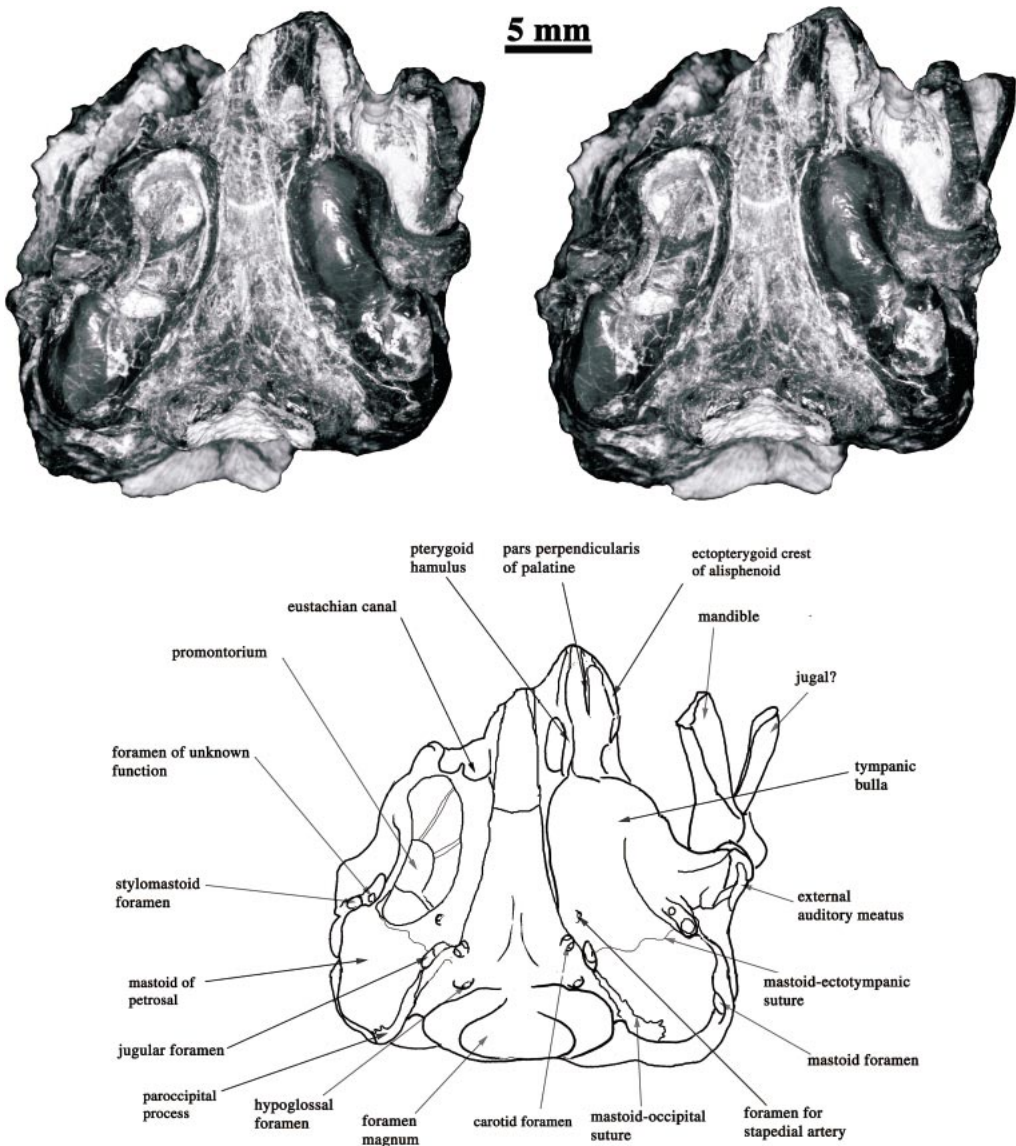 5 mm
pterygoid
hamulus
pars perpendicularis
of palatine
ectopterygoid crest
of alisphenoid
eustachian canal
mandible
promontorium
jugal?
foramen of unknown
function
tympanic
bulla
stylomastoid
foramen
external
auditory meatus
mastoid of
petrosal
mastoid-ectotympanic
suture
jugular foramen
mastoid foramen
paroccipital
process
hypoglossal
foramen
foramen
magnum
carotid foramen
mastoid-occipital
suture
foramen for
stapedial artery